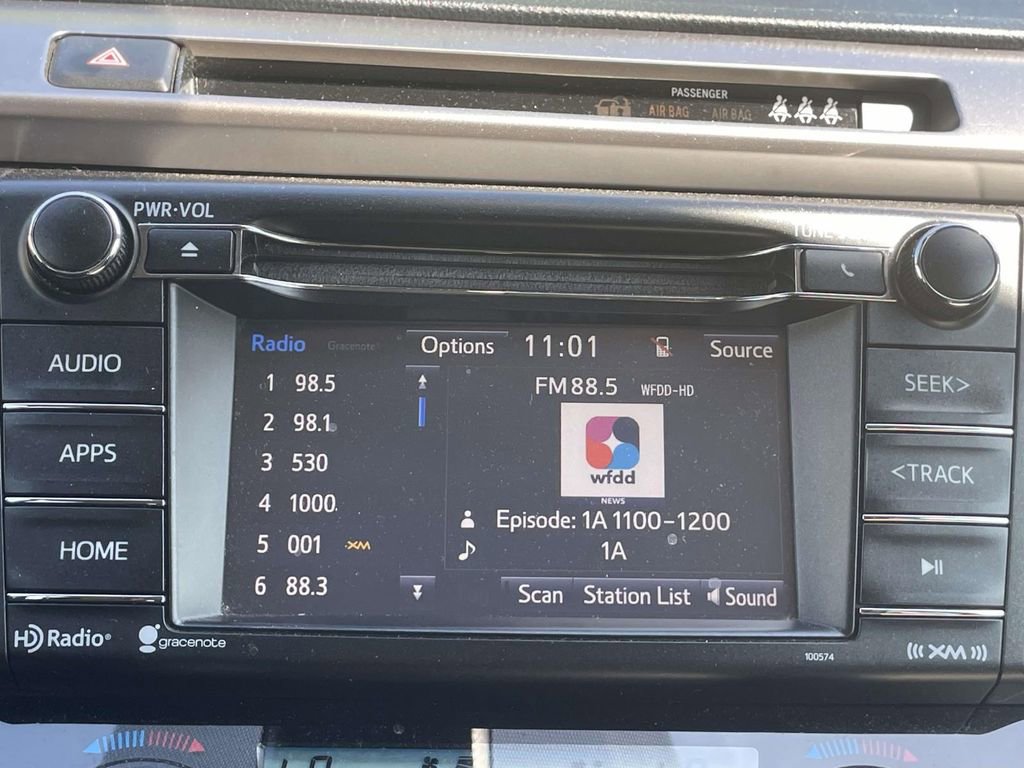 PASSENGER
AIR BAG AIR BAG
PWR·VOL
AUDIO
APPS
HOME
Radio Gracenote Options 11:01 Source
1 98.5
2 98.1
3 530
4 1000
5 001 XM
6 88.3
FM 88.5 WFDD-HD
wfdd
NEWS
Episode: 1A 1100-1200
1A
Scan Station List Sound
SEEK>
<TRACK
HD Radio®
gracenote
100574
((( XM )))